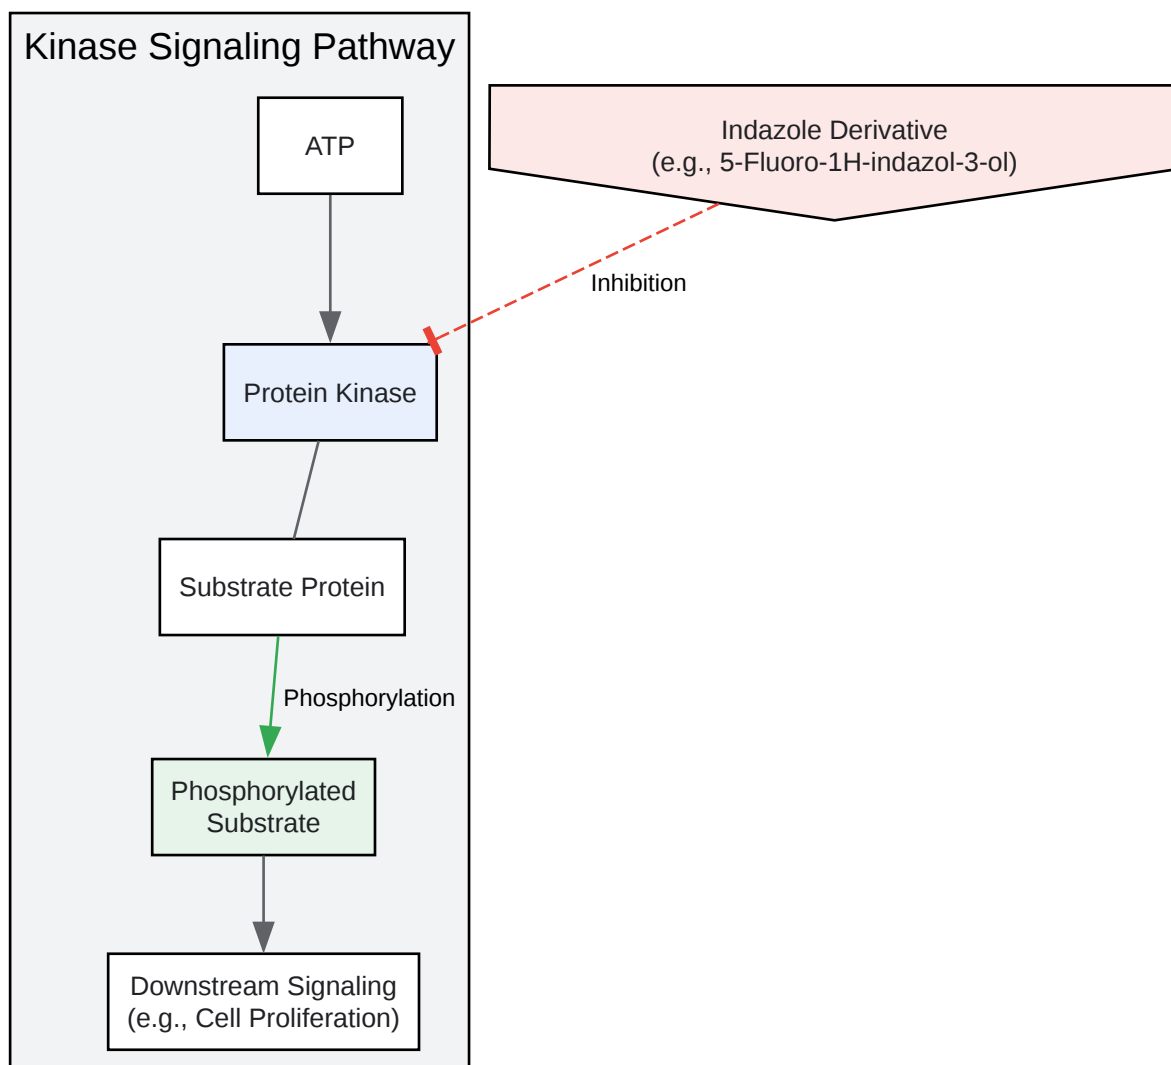 Kinase Signaling Pathway
ATP
Indazole Derivative
(e.g., 5-Fluoro-1H-indazol-3-ol)
Inhibition
Protein Kinase
Substrate Protein
Phosphorylation
Phosphorylated
Substrate
Downstream Signaling
(e.g., Cell Proliferation)